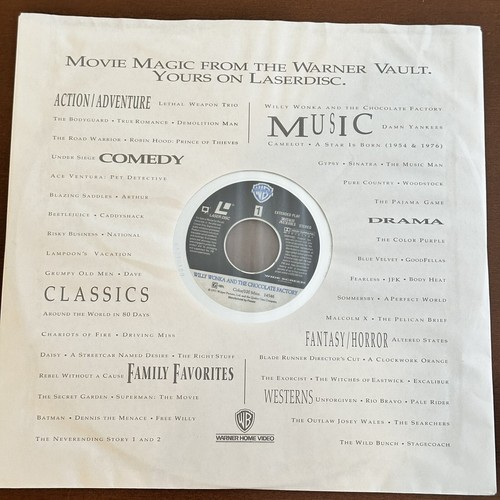 MOVIE MAGIC FROM THE WARNER VAULT.
YOURS ON LASERDISC.
ACTION/ADVENTURE LETHAL WEAPON TRIO
THE BODYGUARD • TRUE ROMANCE • DEMOLITION MAN
THE ROAD WARRIOR • ROBIN HOOD: PRINCE OF THIEVES
UNDER SIEGE COMEDY
ACE VENTURA: PET DETECTIVE
BLAZING SADDLES • ARTHUR
BEETLEJUICE • CADDYSHACK
RISKY BUSINESS • NATIONAL
LAMPOON'S VACATION
GRUMPY OLD MEN • DAVE
CLASSICS
AROUND THE WORLD IN 80 DAYS
CHARIOTS OF FIRE • DRIVING MISS
DAISY • A STREETCAR NAMED DESIRE • THE RIGHT STUFF
REBEL WITHOUT A CAUSE FAMILY FAVORITES
THE SECRET GARDEN • SUPERMAN: THE MOVIE
BATMAN • DENNIS THE MENACE • FREE WILLY
THE NEVERENDING STORY 1 AND 2
WILLY WONKA AND THE CHOCOLATE FACTORY
MUSIC DAMN YANKEES
CAMELOT • A STAR IS BORN (1954 & 1976)
GYPSY • SINATRA • THE MUSIC MAN
PURE COUNTRY • WOODSTOCK
THE PAJAMA GAME
DRAMA
THE COLOR PURPLE
BLUE VELVET • GOODFELLAS
FEARLESS • JFK • BODY HEAT
SOMMERSBY • A PERFECT WORLD
MALCOLM X • THE PELICAN BRIEF
FANTASY/HORROR ALTERED STATES
BLADE RUNNER DIRECTOR'S CUT • A CLOCKWORK ORANGE
THE EXORCIST • THE WITCHES OF EASTWICK • EXCALIBUR
WESTERNS UNFORGIVEN • RIO BRAVO • PALE RIDER
THE OUTLAW JOSEY WALES • THE SEARCHERS
THE WILD BUNCH • STAGECOACH
WB
WARNER HOME VIDEO
1
EXTENDED PLAY
STEREO
WILLY WONKA AND THE CHOCOLATE FACTORY